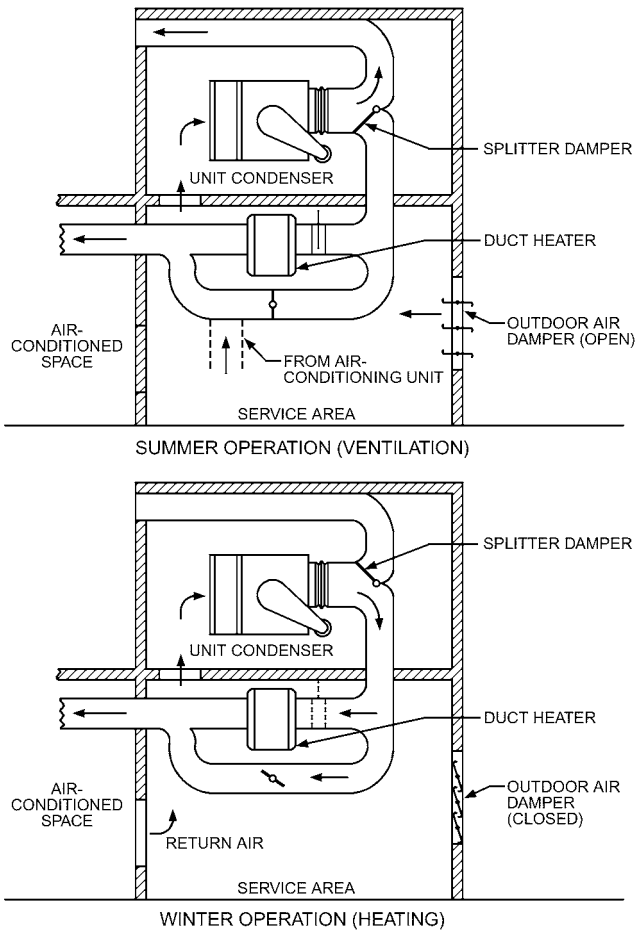 SPLITTER DAMPER
UNIT CONDENSER
DUCT HEATER
AIR-
CONDITIONED
SPACE
OUTDOOR AIR
DAMPER (OPEN)
FROM AIR-
CONDITIONING UNIT
SERVICE AREA
SUMMER OPERATION (VENTILATION)
SPLITTER DAMPER
UNIT CONDENSER
DUCT HEATER
AIR-
CONDITIONED
SPACE
OUTDOOR AIR
DAMPER
(CLOSED)
RETURN AIR
SERVICE AREA
WINTER OPERATION (HEATING)